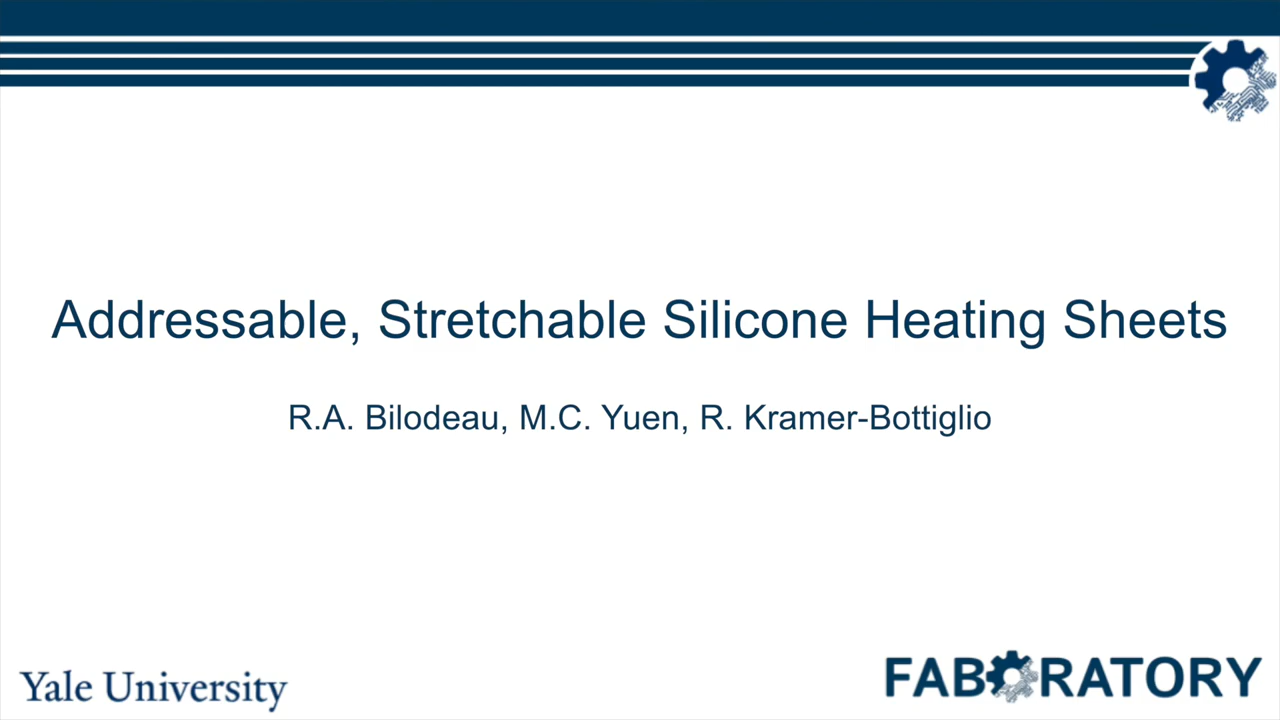 Addressable, Stretchable Silicone Heating Sheets
R.A. Bilodeau, M.C. Yuen, R. Kramer-Bottiglio
Yale University
FABORATORY